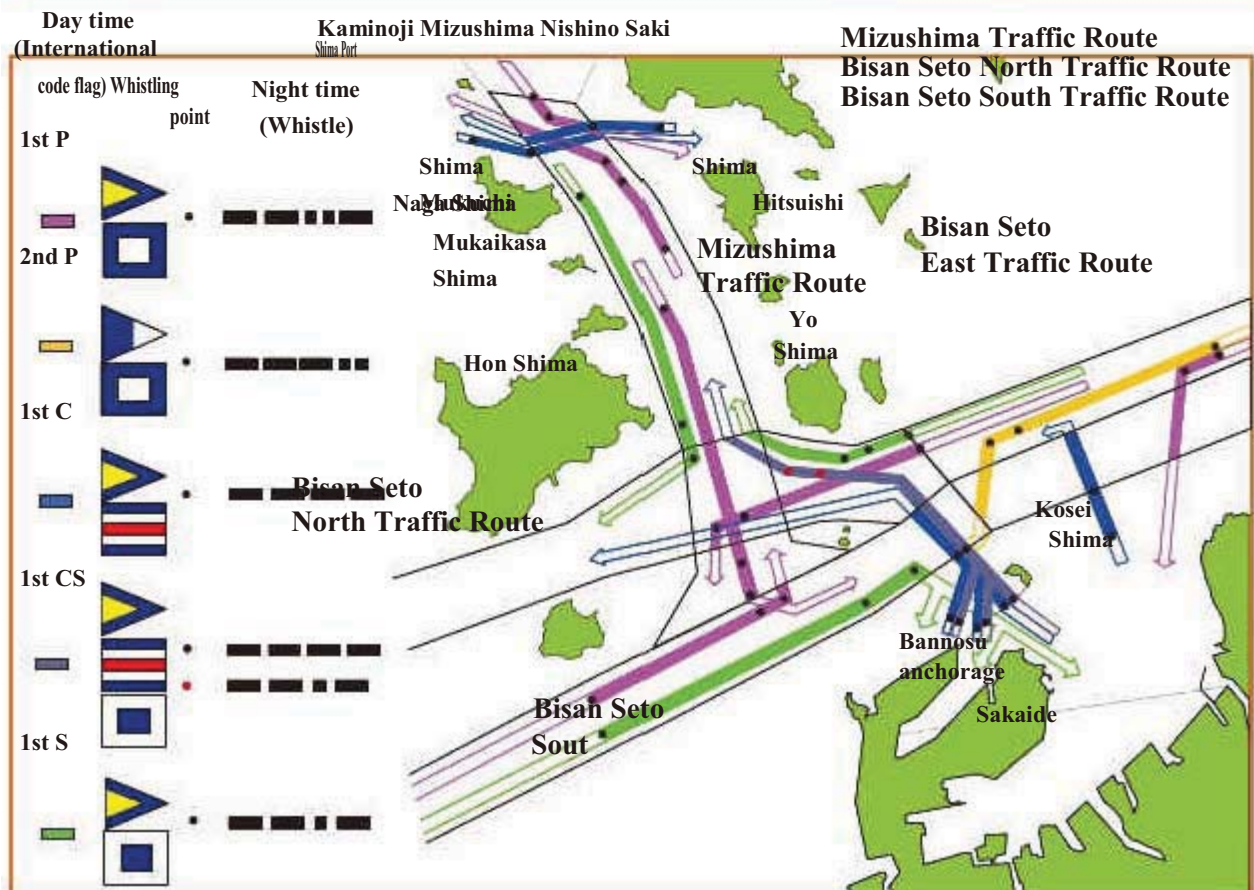 Day time
(International
code flag) Whistling
point
Night time
(Whistle)
Kaminoji Mizushima Nishino Saki
Shima Port
Mizushima Traffic Route
Bisan Seto North Traffic Route
Bisan Seto South Traffic Route
1st P
2nd P
1st C
1st CS
1st S
Shima
Naga Shima
Mukaikasa
Shima
Shima
Hitsuishi
Mizushima
Traffic Route
Bisan Seto
East Traffic Route
Yo
Shima
Hon Shima
Bisan Seto
North Traffic Route
Kosei
Shima
Bannosu
anchorage
Sakaide
Bisan Seto
Sout